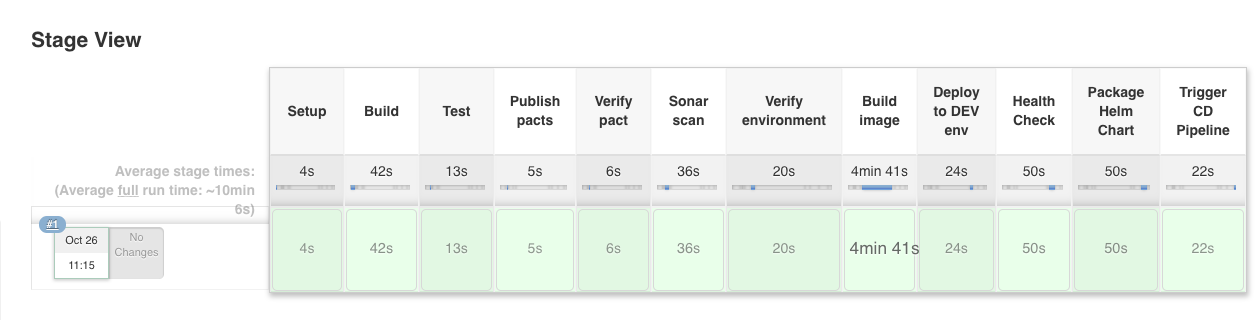 Stage View
Setup
Build
Test
Publish
pacts
Verify
pact
Sonar
scan
Verify
environment
Build
image
Deploy
to DEV
env
Health
Check
Package
Helm
Chart
Trigger
CD
Pipeline
Average stage times:
(Average full run time: ~10min
6s)
4s
42s
13s
5s
6s
36s
20s
4min 41s
24s
50s
50s
22s
#1
Oct 26
11:15
No
Changes
4s
42s
13s
5s
6s
36s
20s
4min 41s
24s
50s
50s
22s